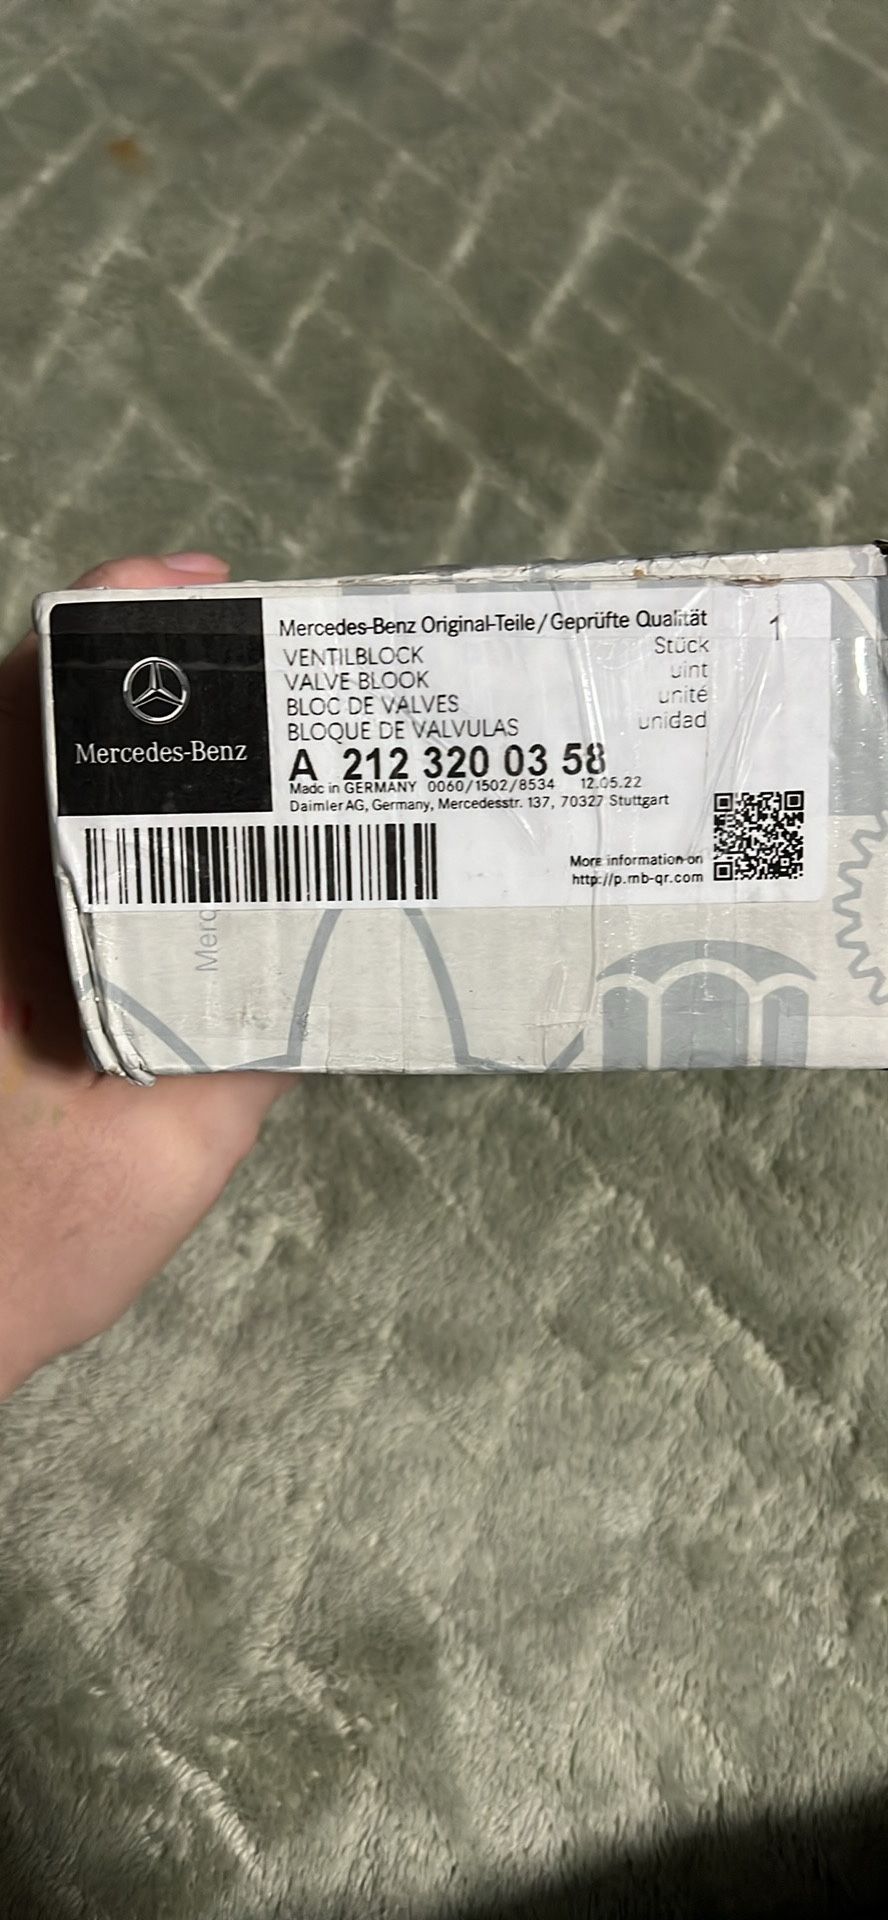 Mercedes-Benz Original-Teile/Geprüfte Qualität 1
VENTILBLOCK Stück
VALVE BLOOK uint
BLOC DE VALVES unité
BLOQUE DE VALVULAS unidad
Mercedes-Benz
A 212 320 03 58
Madc in GERMANY 0060/1502/8534 12.05.22
Daimler AG, Germany, Mercedesstr. 137, 70327 Stuttgart
More information on
http://p.mb-qr.com
Merc